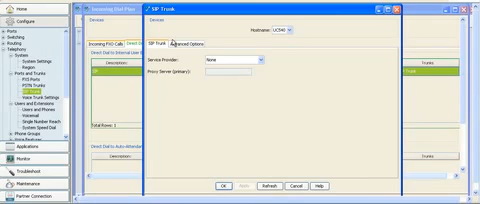 Home
Configure
Ports
Switching
Routing
Telephony
System
System Settings
Region
Ports and Trunks
FXS Ports
PSTN Trunks
SIP Trunk
Voice Trunk Settings
Users and Extensions
Users and Phones
Voicemail
Single Number Reach
System Speed Dial
Phone Groups
Voice Features
Applications
Monitor
Troubleshoot
Maintenance
Partner Connection
Incoming Dial Plan
Devices
Incoming FXO Calls
Direct
Direct Dial to Internal User
Description
SIP
Total Rows: 1
Direct Dial to Auto-Attendant
Description
SIP Trunk
Devices
Hostname:
UC540
SIP Trunk
Advanced Options
Service Provider:
None
Proxy Server (primary):
OK
Apply
Refresh
Cancel
Help
Trunks
Trunks